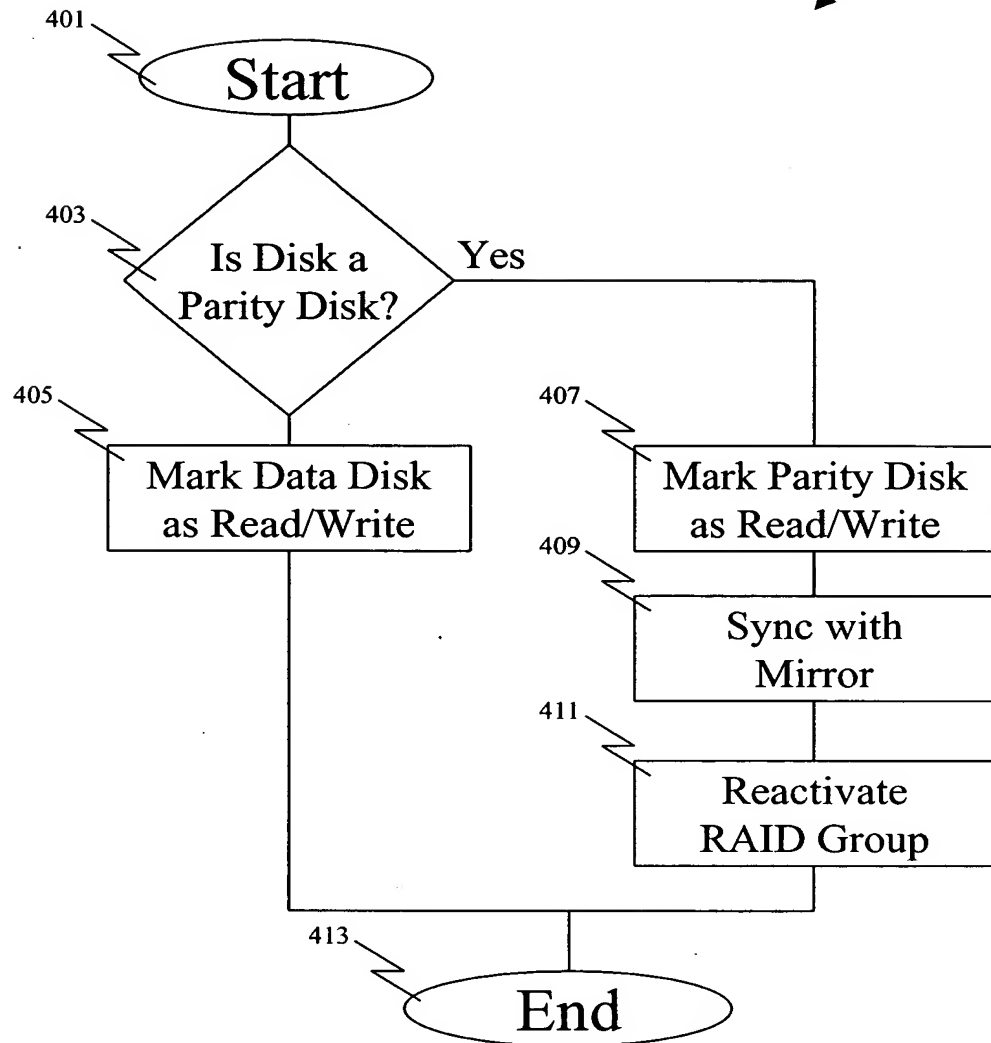 401
Start
403
Is Disk a
Parity Disk?
Yes
405
Mark Data Disk
as Read/Write
407
Mark Parity Disk
as Read/Write
409
Sync with
Mirror
411
Reactivate
RAID Group
413
End